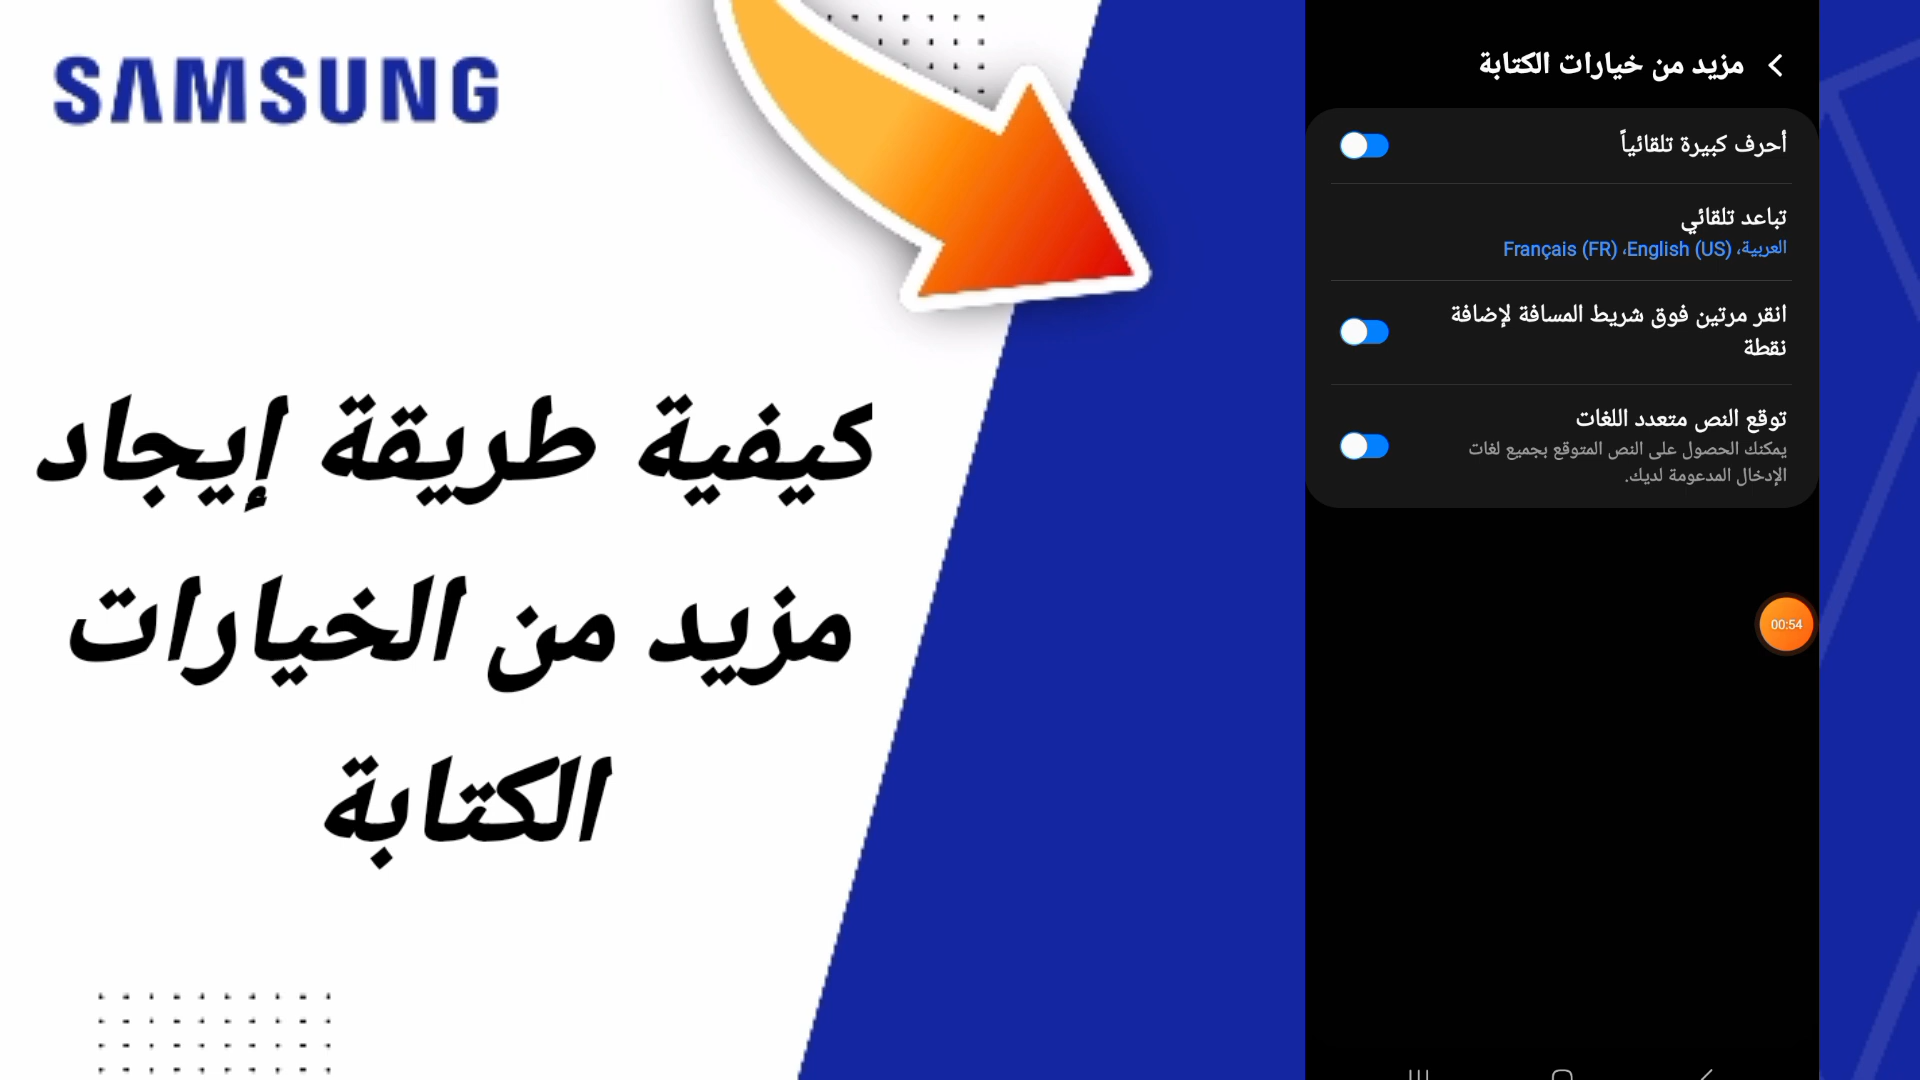 SAMSUNG
كيفية طريقة إيجاد
مزيد من الخيارات
الكتابة
مزيد من خيارات الكتابة
أحرف كبيرة تلقائياً
تباعد تلقائي
العربية، English (US)، Français (FR)
انقر مرتين فوق شريط المسافة لإضافة
نقطة
توقع النص متعدد اللغات
يمكنك الحصول على النص المتوقع بجميع لغات
الإدخال المدعومة لديك.
00:54